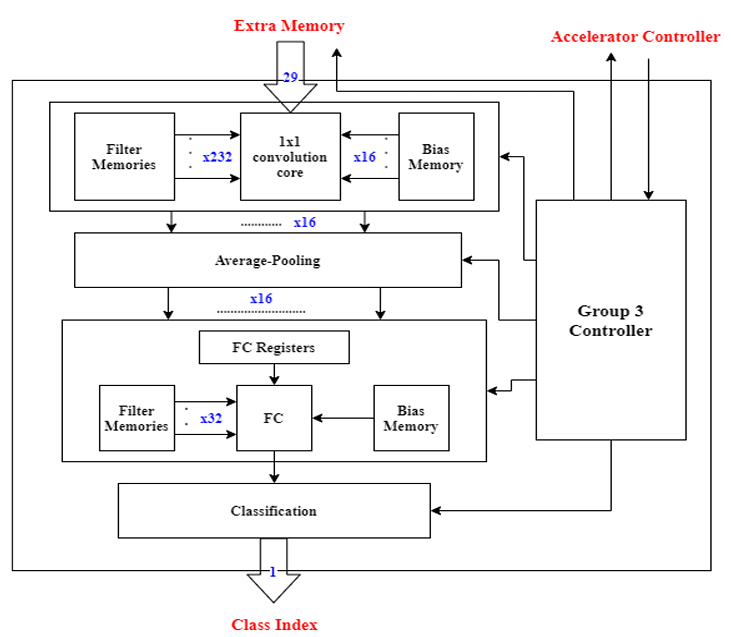 Extra Memory
Accelerator Controller
29
Filter
Memories
x232
1x1
convolution
core
x16
Bias
Memory
x16
Average-Pooling
x16
Group 3
Controller
FC Registers
Filter
Memories
x32
FC
Bias
Memory
Classification
1
Class Index